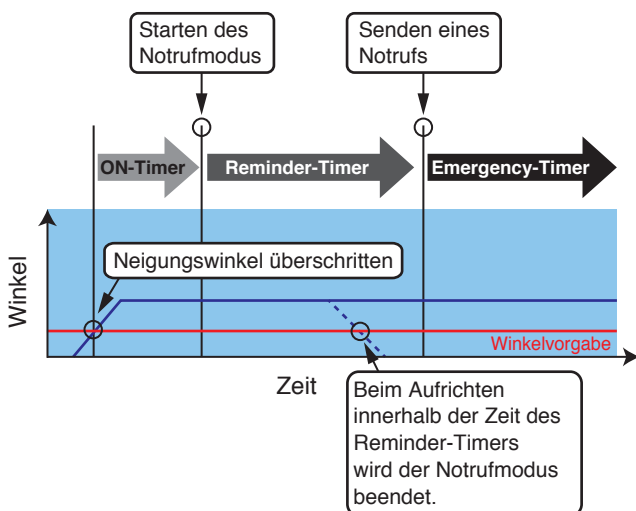 Starten des
Notrufmodus
Senden eines
Notrufs
ON-Timer
Reminder-Timer
Emergency-Timer
Winkel
Neigungswinkel überschritten
Winkelvorgabe
Zeit
Beim Aufrichten
innerhalb der Zeit des
Reminder-Timers
wird der Notrufmodus
beendet.